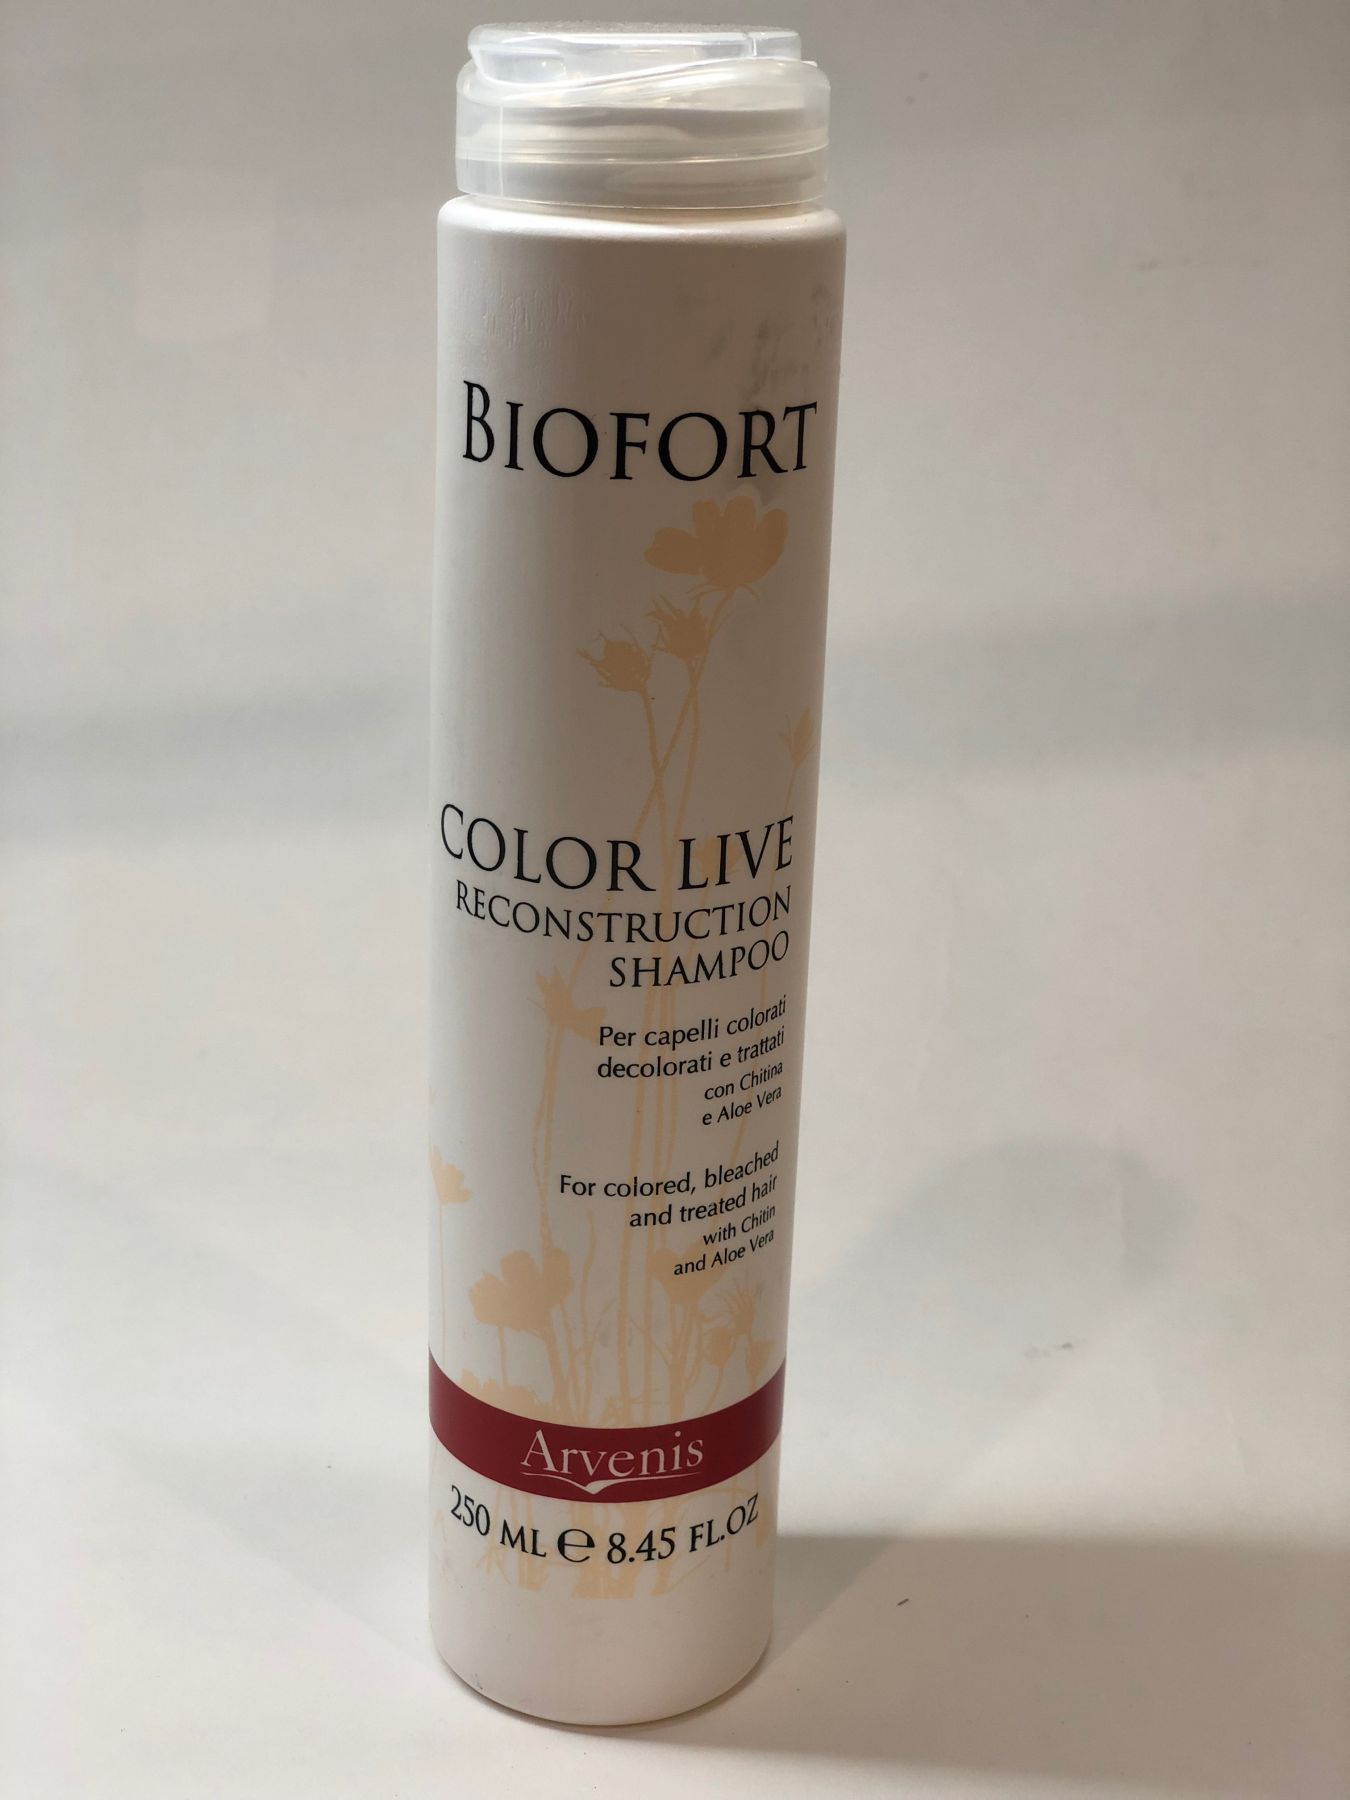 BIOFORT
COLOR LIVE
RECONSTRUCTION
SHAMPOO
Per capelli colorati
decolorati e trattati
con Chitina
e Aloe Vera
For colored, bleached
and treated hair
with Chitin
and Aloe Vera
Arvenis
250 ML ℮ 8.45 FL.OZ